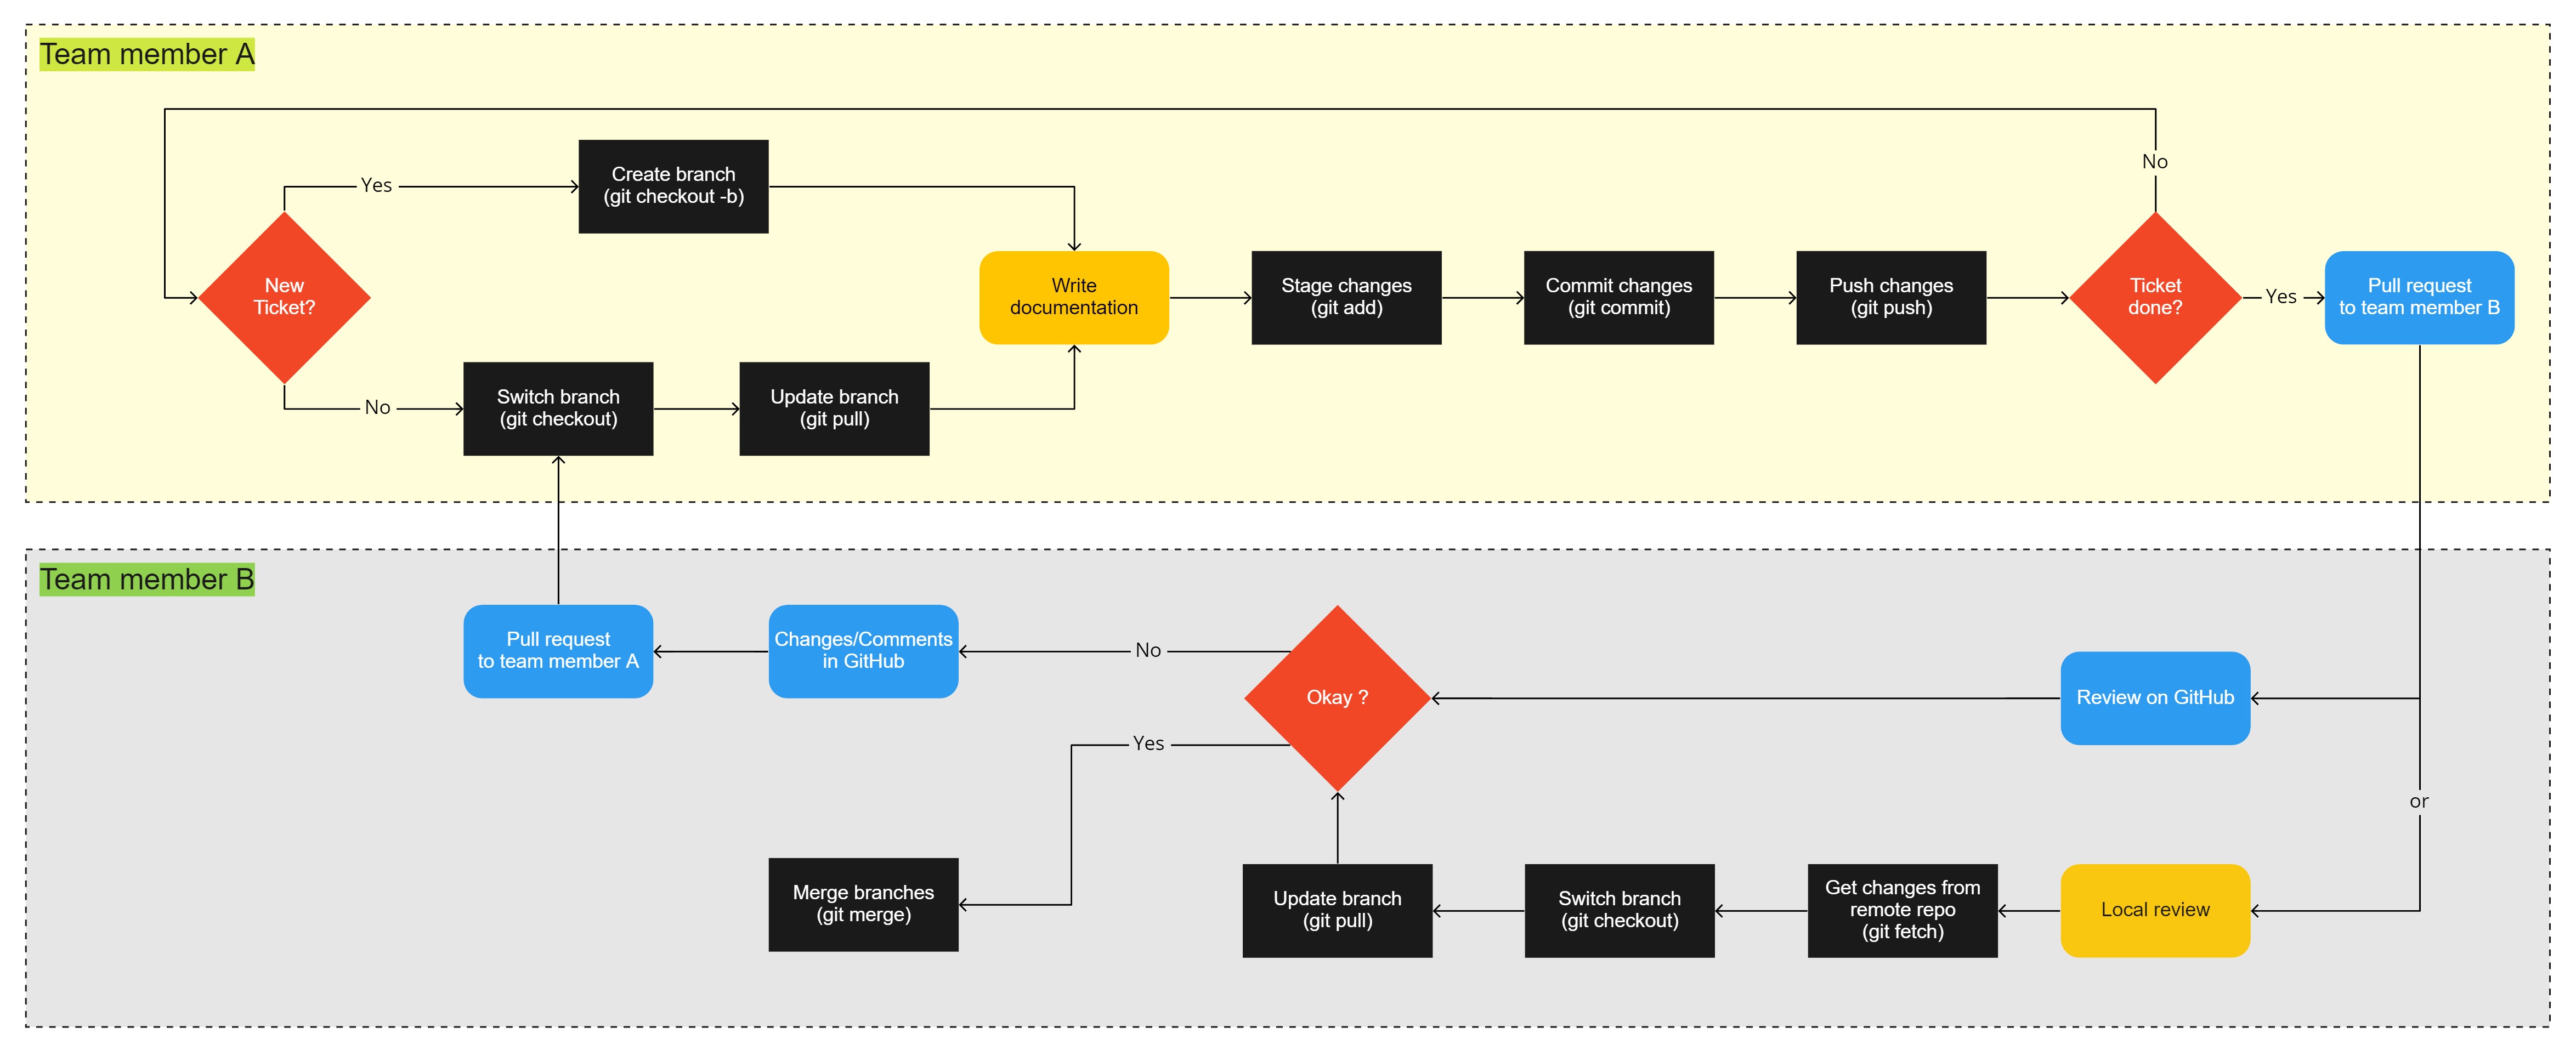 Team member A
No
Yes
Create branch
(git checkout -b)
New
Ticket?
Write
documentation
Stage changes
(git add)
Commit changes
(git commit)
Push changes
(git push)
Ticket
done?
Yes
Pull request
to team member B
No
Switch branch
(git checkout)
Update branch
(git pull)
Team member B
Pull request
to team member A
Changes/Comments
in GitHub
No
Okay ?
Review on GitHub
Yes
or
Merge branches
(git merge)
Update branch
(git pull)
Switch branch
(git checkout)
Get changes from
remote repo
(git fetch)
Local review